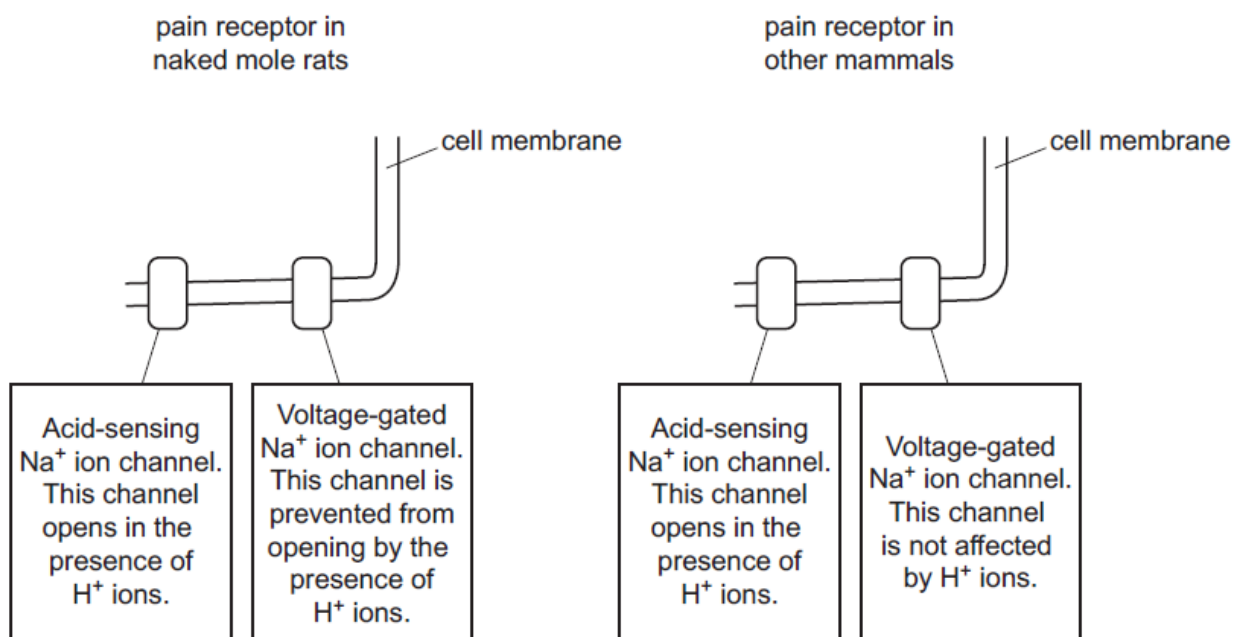 pain receptor in
naked mole rats
pain receptor in
other mammals
cell membrane
cell membrane
Acid-sensing
Na⁺ ion channel.
This channel
opens in the
presence of
H⁺ ions.
Voltage-gated
Na⁺ ion channel.
This channel is
prevented from
opening by the
presence of
H⁺ ions.
Acid-sensing
Na⁺ ion channel.
This channel
opens in the
presence of
H⁺ ions.
Voltage-gated
Na⁺ ion channel.
This channel
is not affected
by H⁺ ions.